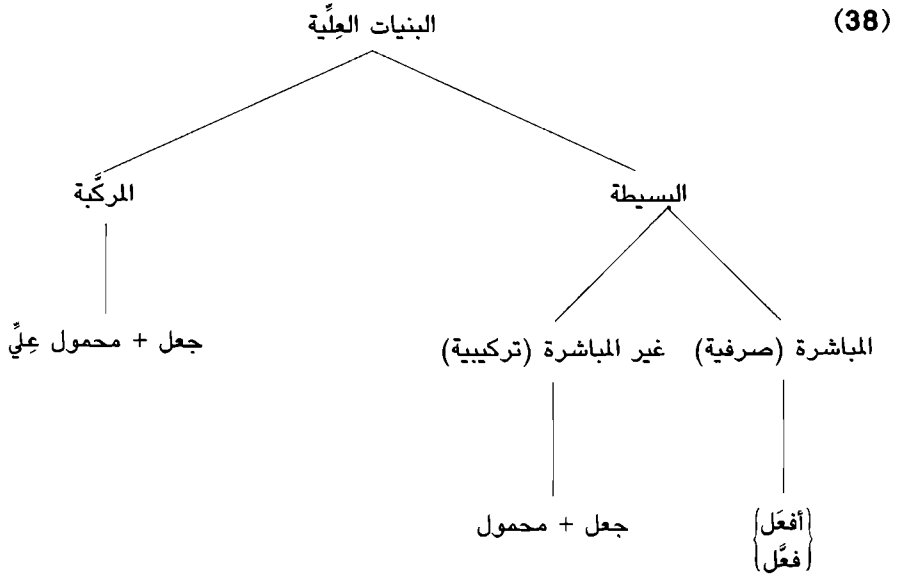 (38)
البنيات العِلِّية
البسيطة
المركَّبة
المباشرة (صرفية)
غير المباشرة (تركيبية)
جعل + محمول عِلِّيّ
أفعَل
فعَّل
جعل + محمول